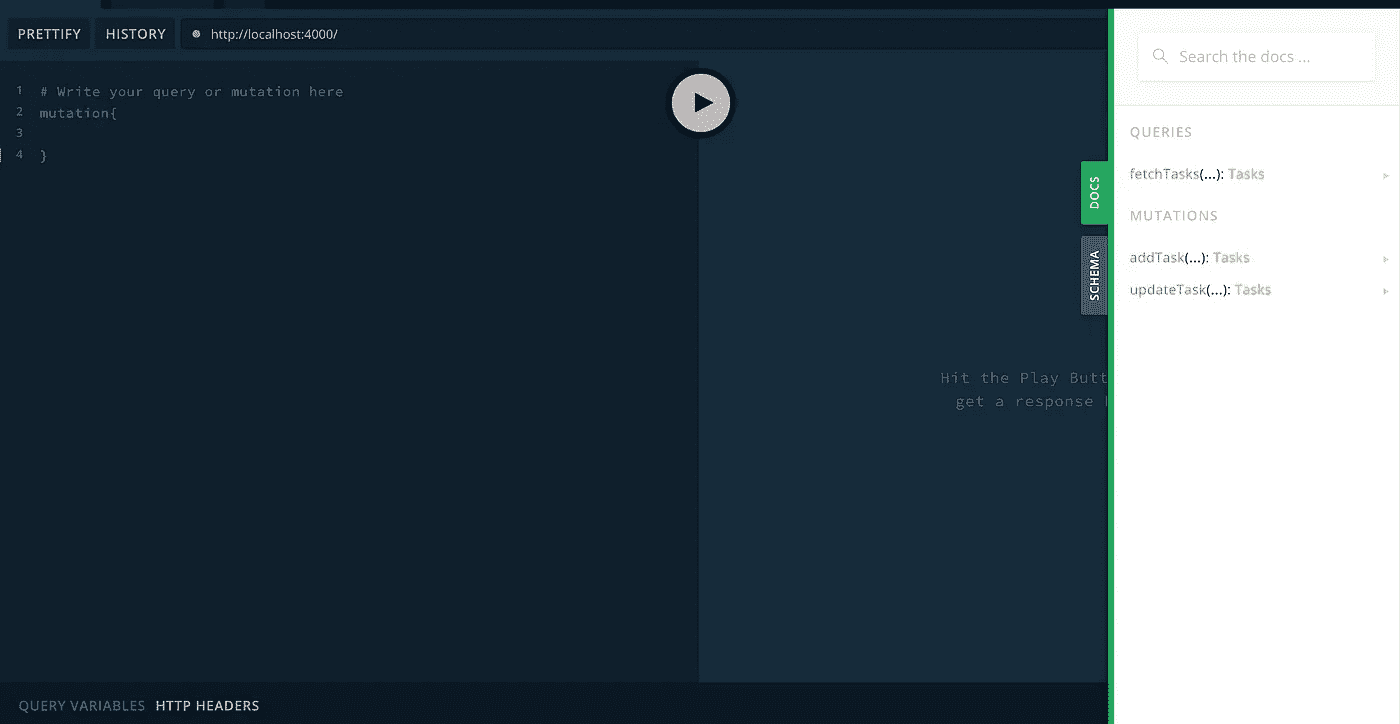 PRETTIFY HISTORY http://localhost:4000/
1 # Write your query or mutation here
2 mutation{
3
4 }
Hit the Play Butt
get a response
QUERY VARIABLES HTTP HEADERS
DOCS
SCHEMA
Search the docs ...
QUERIES
fetchTasks(...): Tasks
MUTATIONS
addTask(...): Tasks
updateTask(...): Tasks